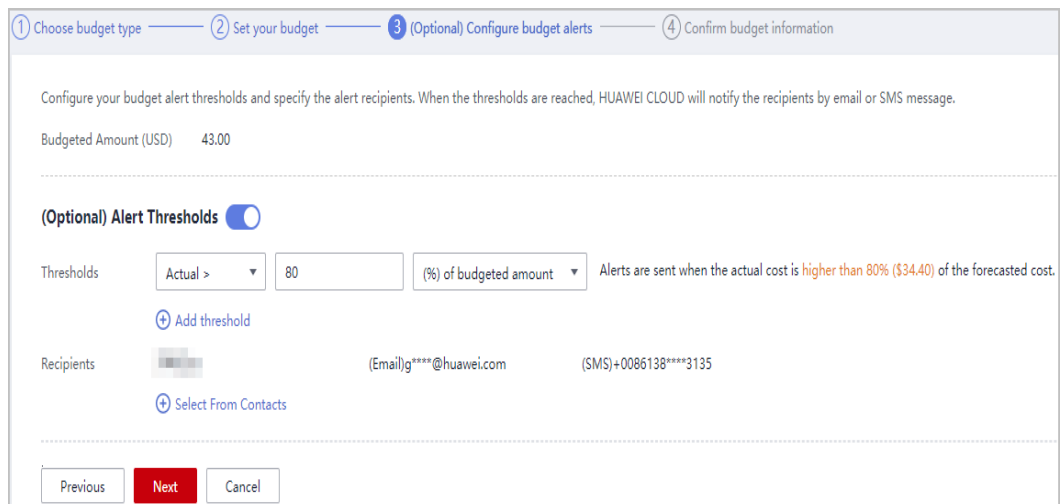 1 Choose budget type 2 Set your budget 3 (Optional) Configure budget alerts 4 Confirm budget information
Configure your budget alert thresholds and specify the alert recipients. When the thresholds are reached, HUAWEI CLOUD will notify the recipients by email or SMS message.
Budgeted Amount (USD) 43.00
(Optional) Alert Thresholds
Thresholds Actual > 80 (%) of budgeted amount Alerts are sent when the actual cost is higher than 80% ($34.40) of the forecasted cost.
Add threshold
Recipients (Email)g****@huawei.com (SMS)+0086138****3135
Select From Contacts
Previous Next Cancel